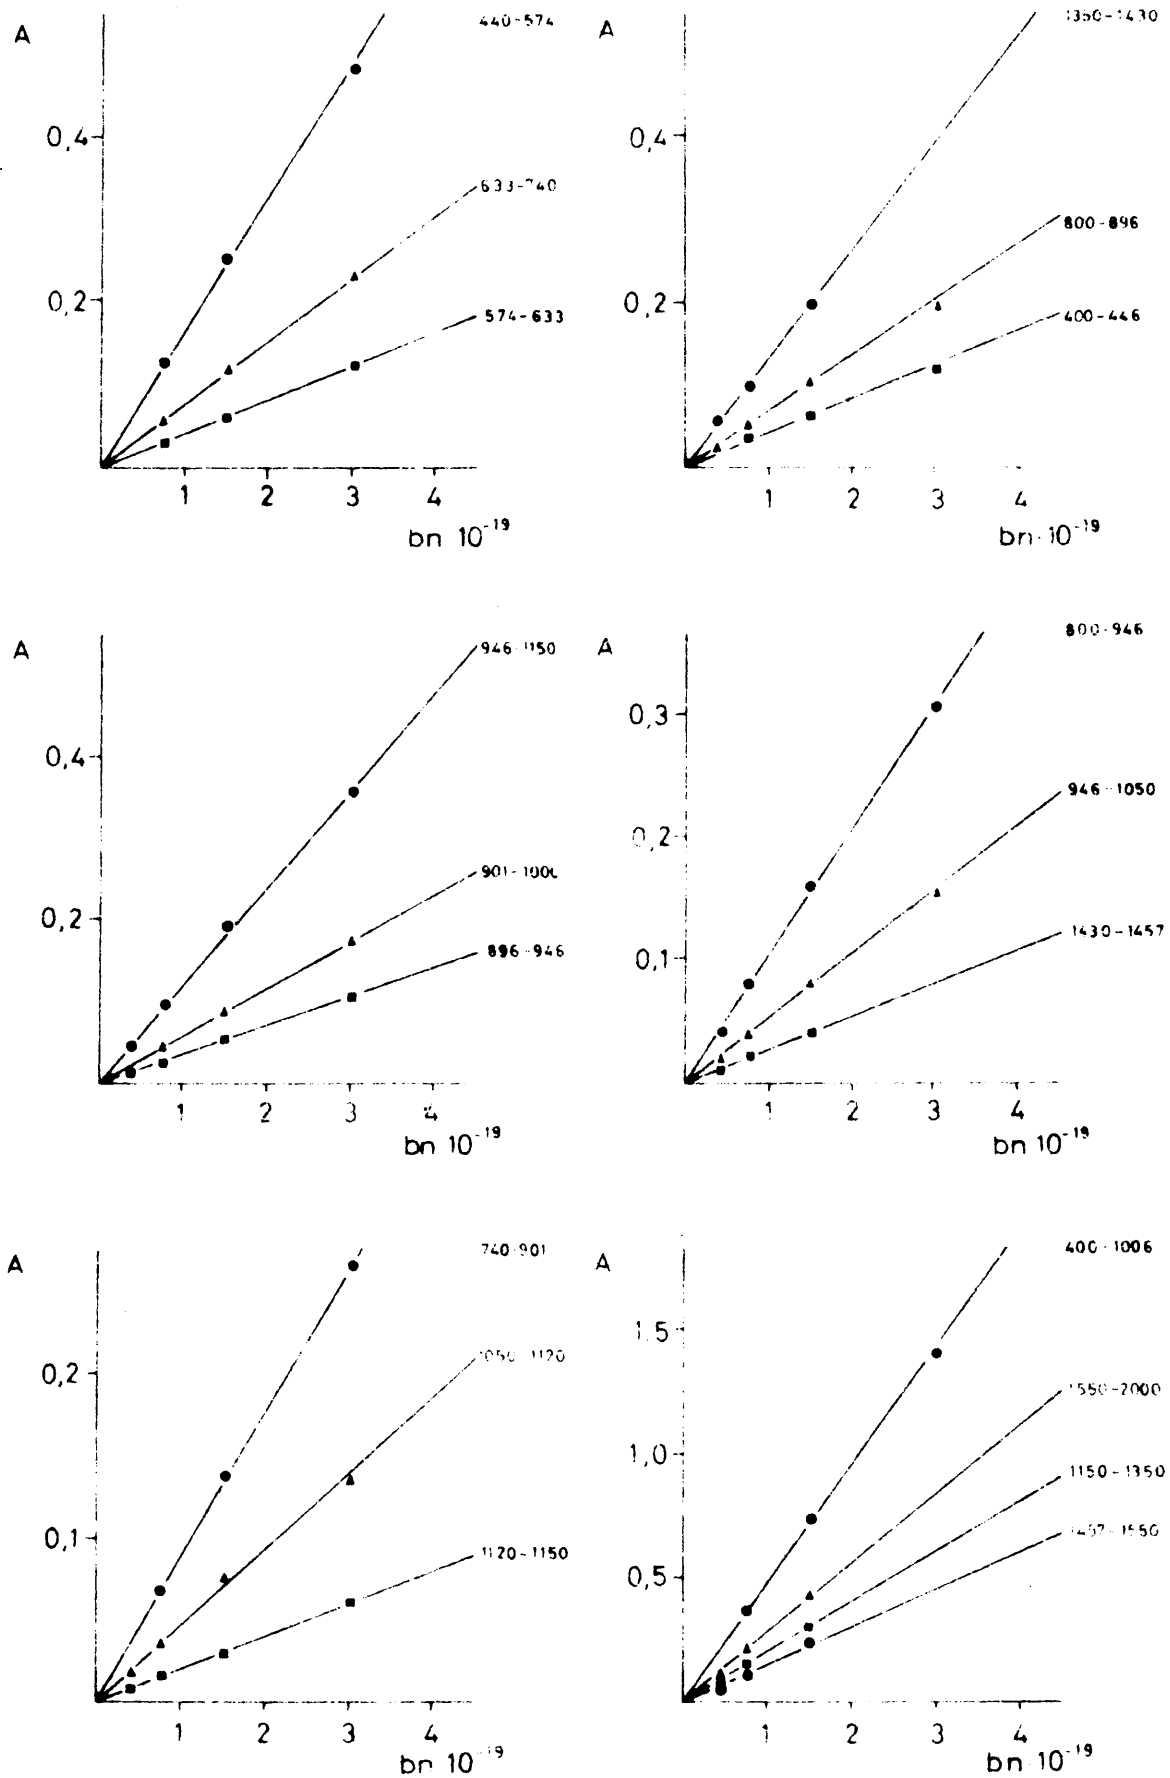 A
440-574
0,4
633-740
0,2
574-633
1 2 3 4
bn 10⁻¹⁹
A
1350-1430
0,4
800-896
0,2
400-446
1 2 3 4
bn·10⁻¹⁹
A
946-1150
0,4
901-1006
0,2
896-946
1 2 3 4
bn 10⁻¹⁹
A
800-946
0,3
946-1050
0,2
1430-1457
0,1
1 2 3 4
bn 10⁻¹⁹
A
740-901
1050-1120
0,2
1120-1150
0,1
1 2 3 4
bn 10⁻¹⁹
A
400-1006
1,5
1550-2000
1,0
1150-1350
1457-1550
0,5
1 2 3 4
bn 10⁻¹⁹